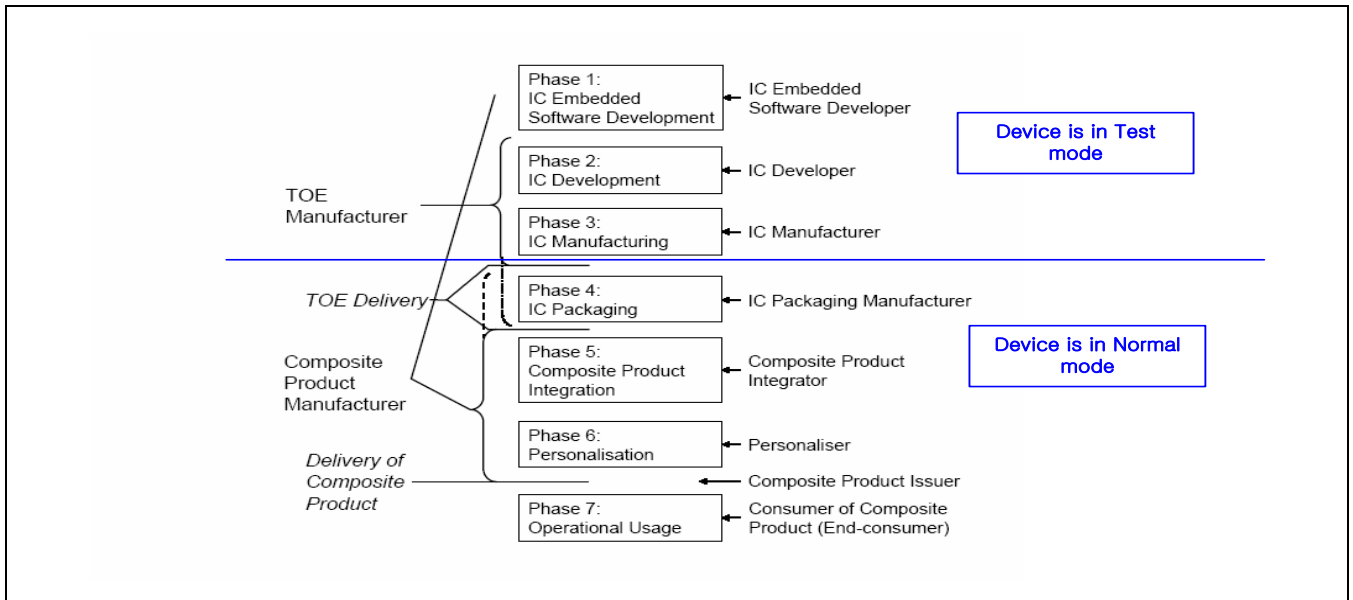 Phase 1:
IC Embedded
Software Development
IC Embedded
Software Developer
Device is in Test
mode
Phase 2:
IC Development
IC Developer
TOE
Manufacturer
Phase 3:
IC Manufacturing
IC Manufacturer
TOE Delivery
Phase 4:
IC Packaging
IC Packaging Manufacturer
Device is in Normal
mode
Composite
Product
Manufacturer
Phase 5:
Composite Product
Integration
Composite Product
Integrator
Phase 6:
Personalisation
Personaliser
Delivery of
Composite
Product
Composite Product Issuer
Phase 7:
Operational Usage
Consumer of Composite
Product (End-consumer)